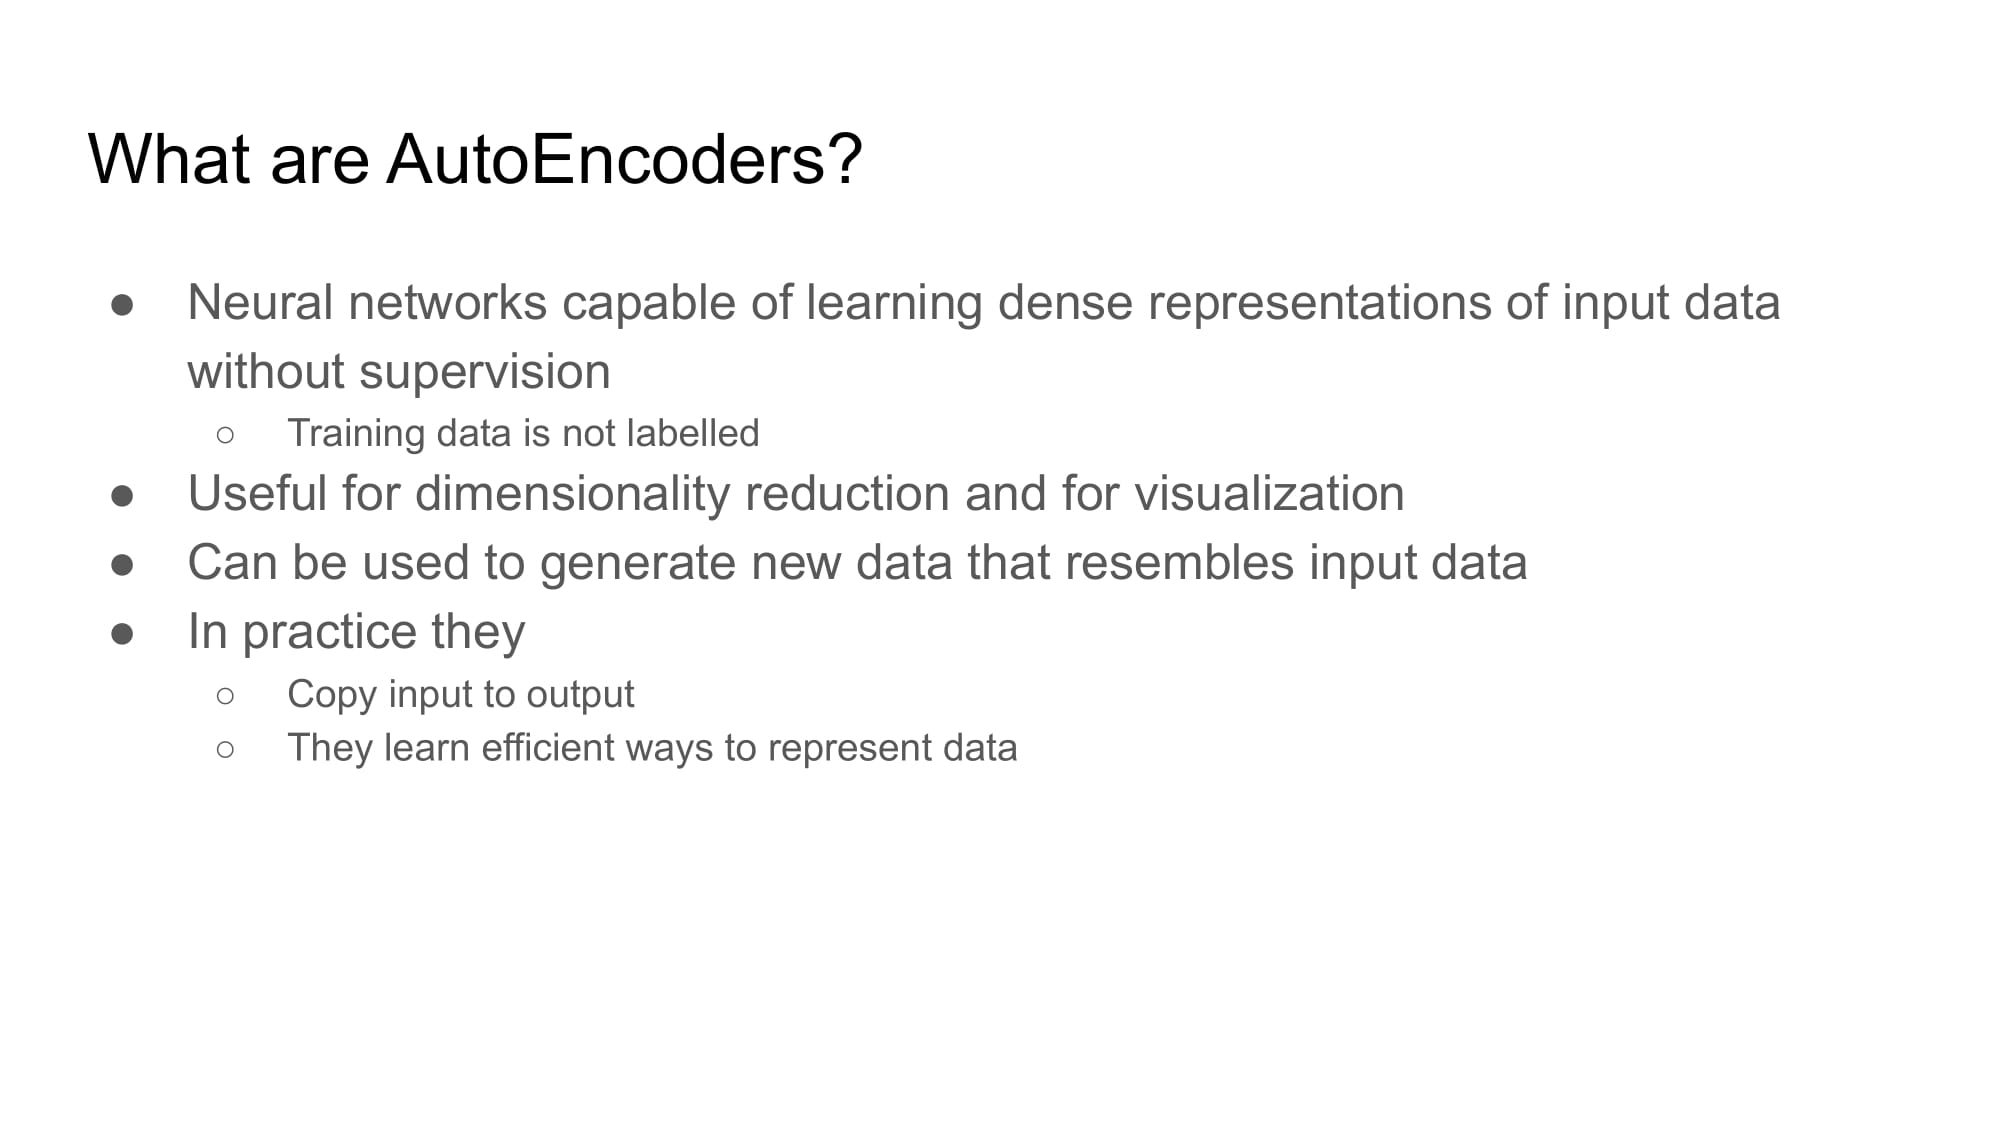 What are AutoEncoders?
● Neural networks capable of learning dense representations of input data
without supervision
○ Training data is not labelled
● Useful for dimensionality reduction and for visualization
● Can be used to generate new data that resembles input data
● In practice they
○ Copy input to output
○ They learn efficient ways to represent data